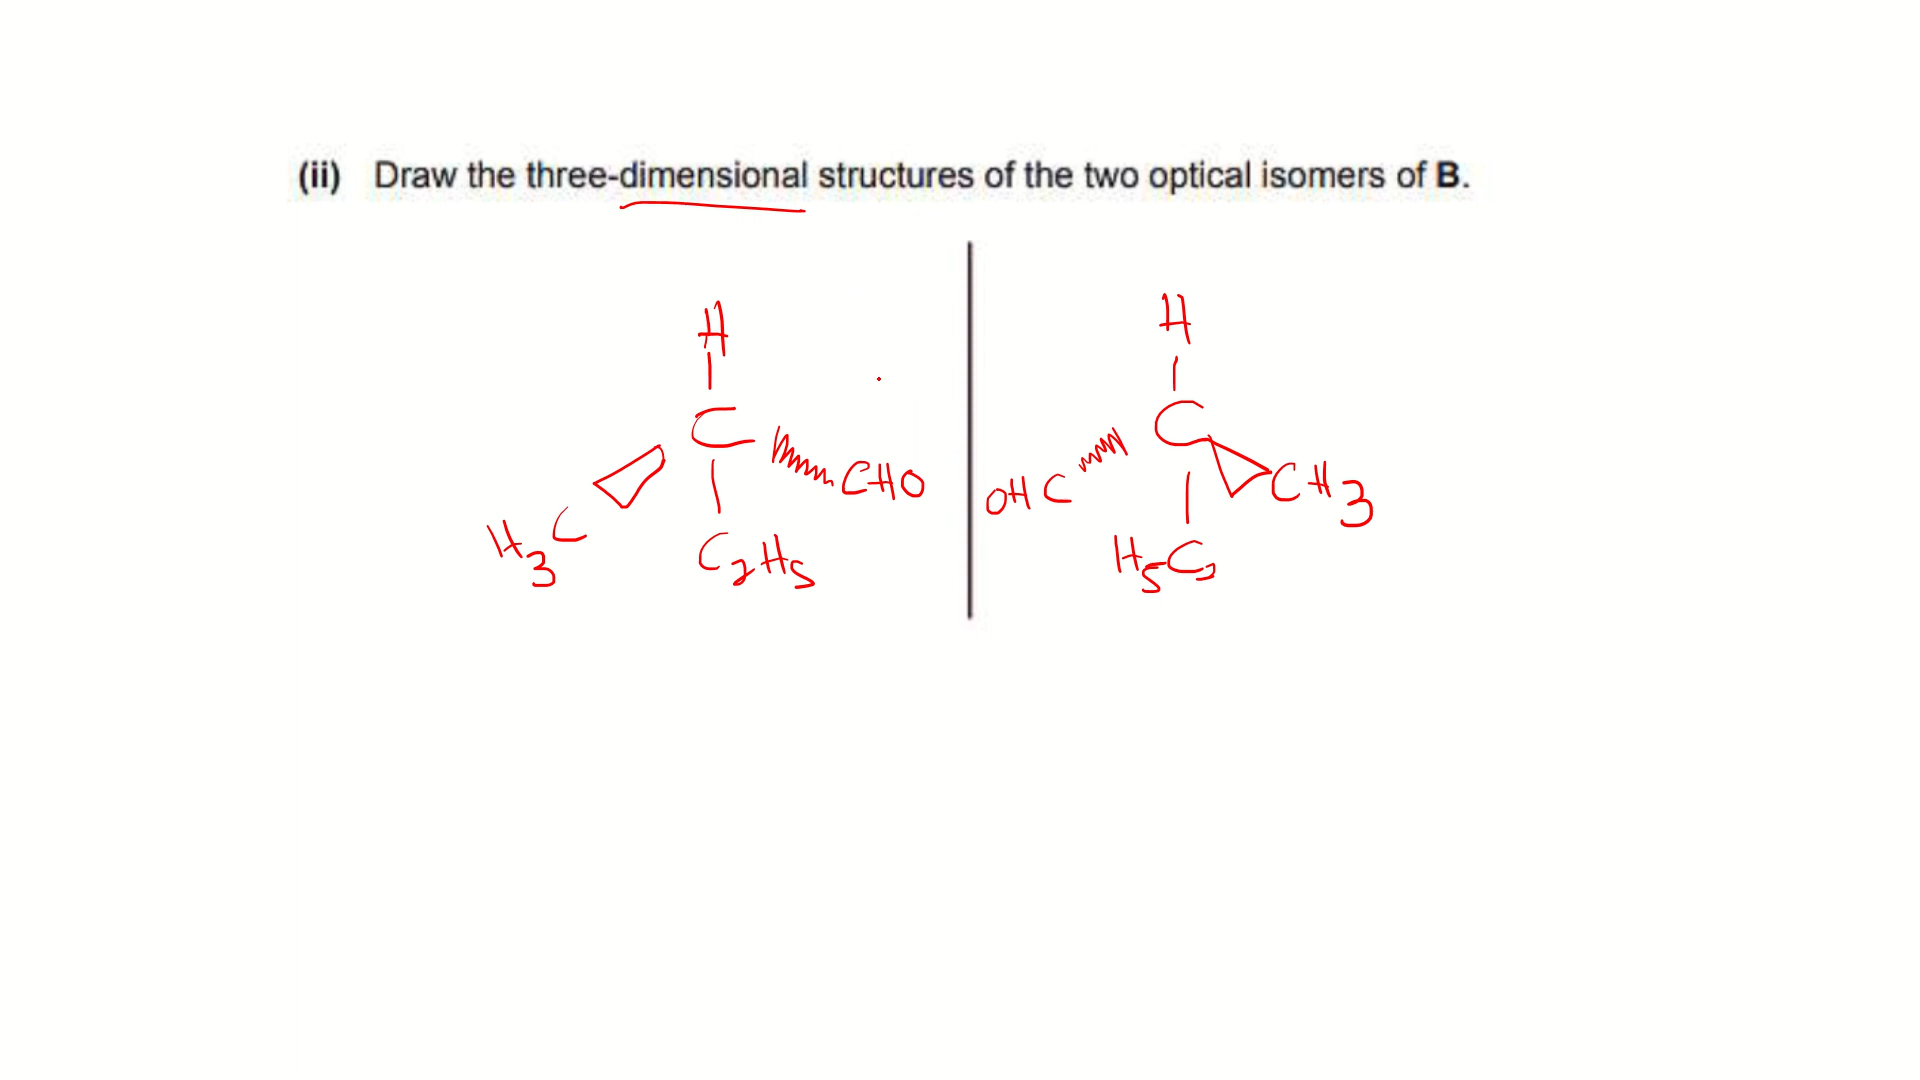 (ii) Draw the three-dimensional structures of the two optical isomers of B.
H H
C C
CHO OHC CH3
H3C C2H5 H5C2